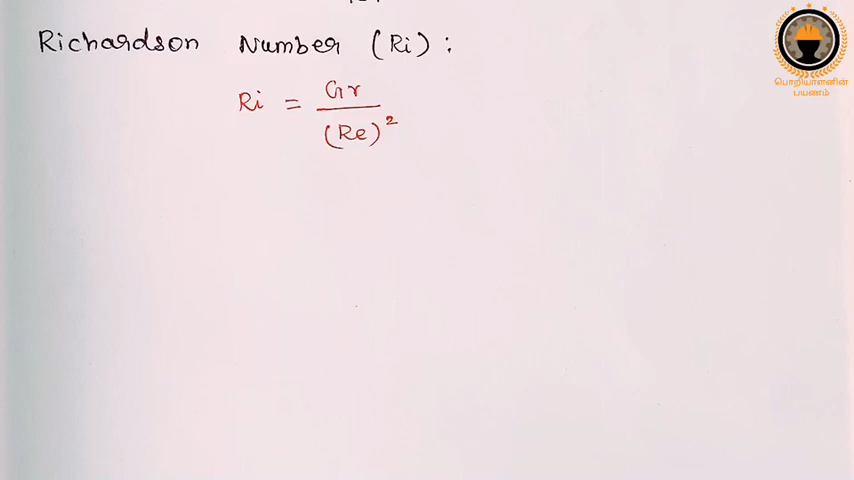 Richardson Number (Ri) :
Ri = Gr / (Re)²
பொறியாளனின்
பயணம்